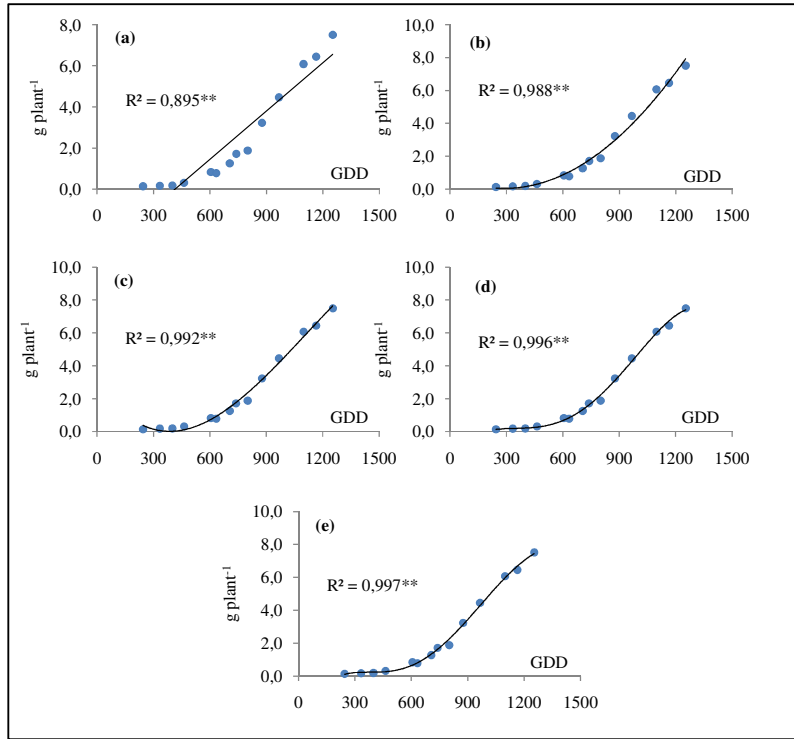 (a)
g plant⁻¹
8,0
6,0
4,0
2,0
0,0
R² = 0,895**
GDD
0 300 600 900 1200 1500
(b)
g plant⁻¹
10,0
8,0
6,0
4,0
2,0
0,0
R² = 0,988**
GDD
0 300 600 900 1200 1500
(c)
g plant⁻¹
10,0
8,0
6,0
4,0
2,0
0,0
R² = 0,992**
GDD
0 300 600 900 1200 1500
(d)
g plant⁻¹
10,0
8,0
6,0
4,0
2,0
0,0
R² = 0,996**
GDD
0 300 600 900 1200 1500
(e)
g plant⁻¹
10,0
8,0
6,0
4,0
2,0
0,0
R² = 0,997**
GDD
0 300 600 900 1200 1500